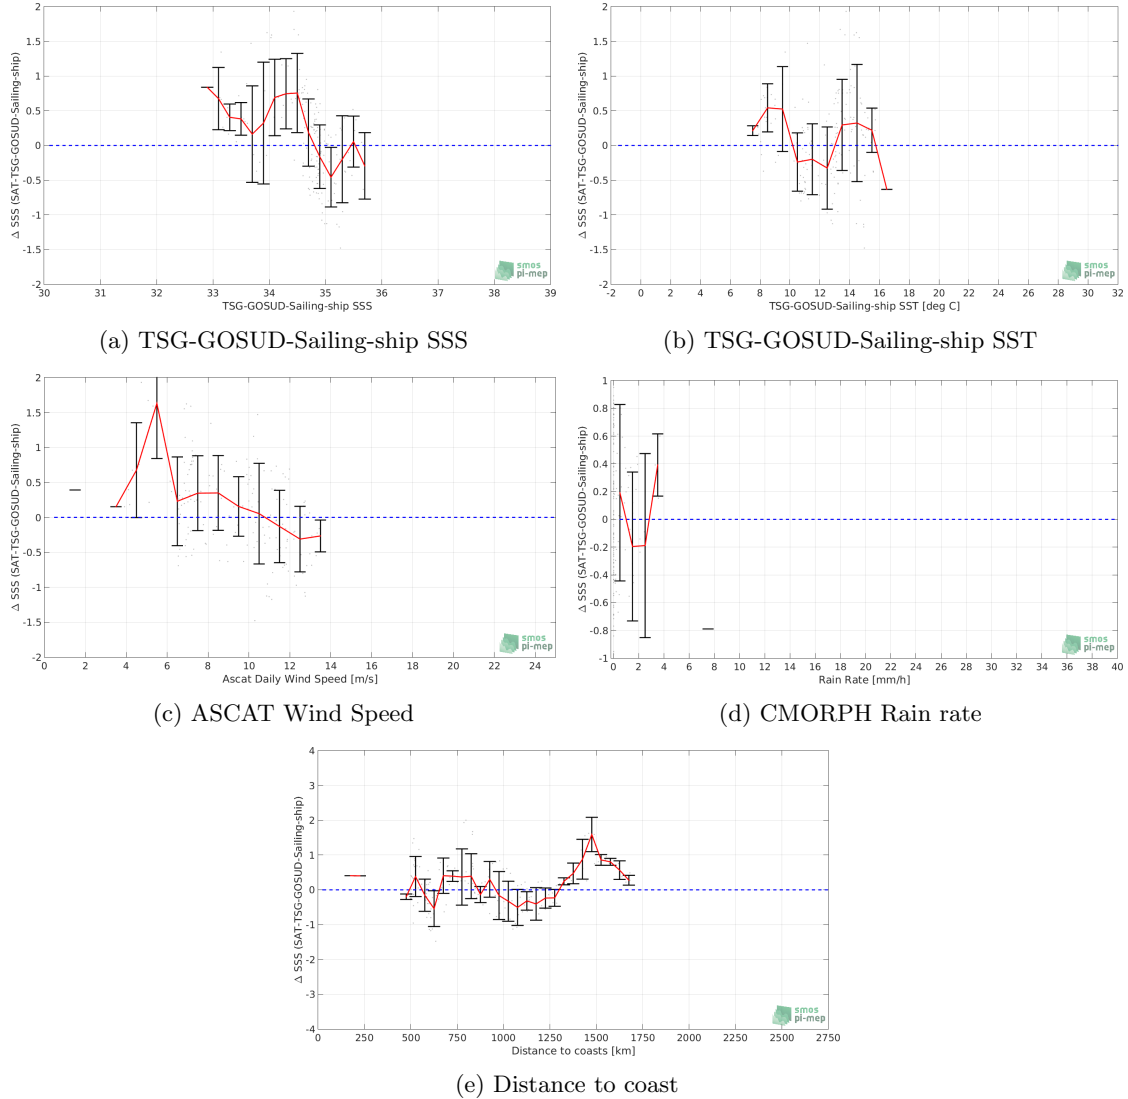 2
1.5
1
0.5
0
-0.5
-1
-1.5
-2
Δ SSS (SAT-TSG-GOSUD-Sailing-ship)
30 31 32 33 34 35 36 37 38 39
TSG-GOSUD-Sailing-ship SSS
smos
pi-mep
(a) TSG-GOSUD-Sailing-ship SSS
2
1.5
1
0.5
0
-0.5
-1
-1.5
-2
Δ SSS (SAT-TSG-GOSUD-Sailing-ship)
-2 0 2 4 6 8 10 12 14 16 18 20 22 24 26 28 30 32
TSG-GOSUD-Sailing-ship SST [deg C]
smos
pi-mep
(b) TSG-GOSUD-Sailing-ship SST
2
1.5
1
0.5
0
-0.5
-1
-1.5
-2
Δ SSS (SAT-TSG-GOSUD-Sailing-ship)
0 2 4 6 8 10 12 14 16 18 20 22 24
Ascat Daily Wind Speed [m/s]
smos
pi-mep
(c) ASCAT Wind Speed
1
0.8
0.6
0.4
0.2
0
-0.2
-0.4
-0.6
-0.8
-1
Δ SSS (SAT-TSG-GOSUD-Sailing-ship)
0 2 4 6 8 10 12 14 16 18 20 22 24 26 28 30 32 34 36 38 40
Rain Rate [mm/h]
smos
pi-mep
(d) CMORPH Rain rate
4
3
2
1
0
-1
-2
-3
-4
Δ SSS (SAT-TSG-GOSUD-Sailing-ship)
0 250 500 750 1000 1250 1500 1750 2000 2250 2500 2750
Distance to coasts [km]
smos
pi-mep
(e) Distance to coast